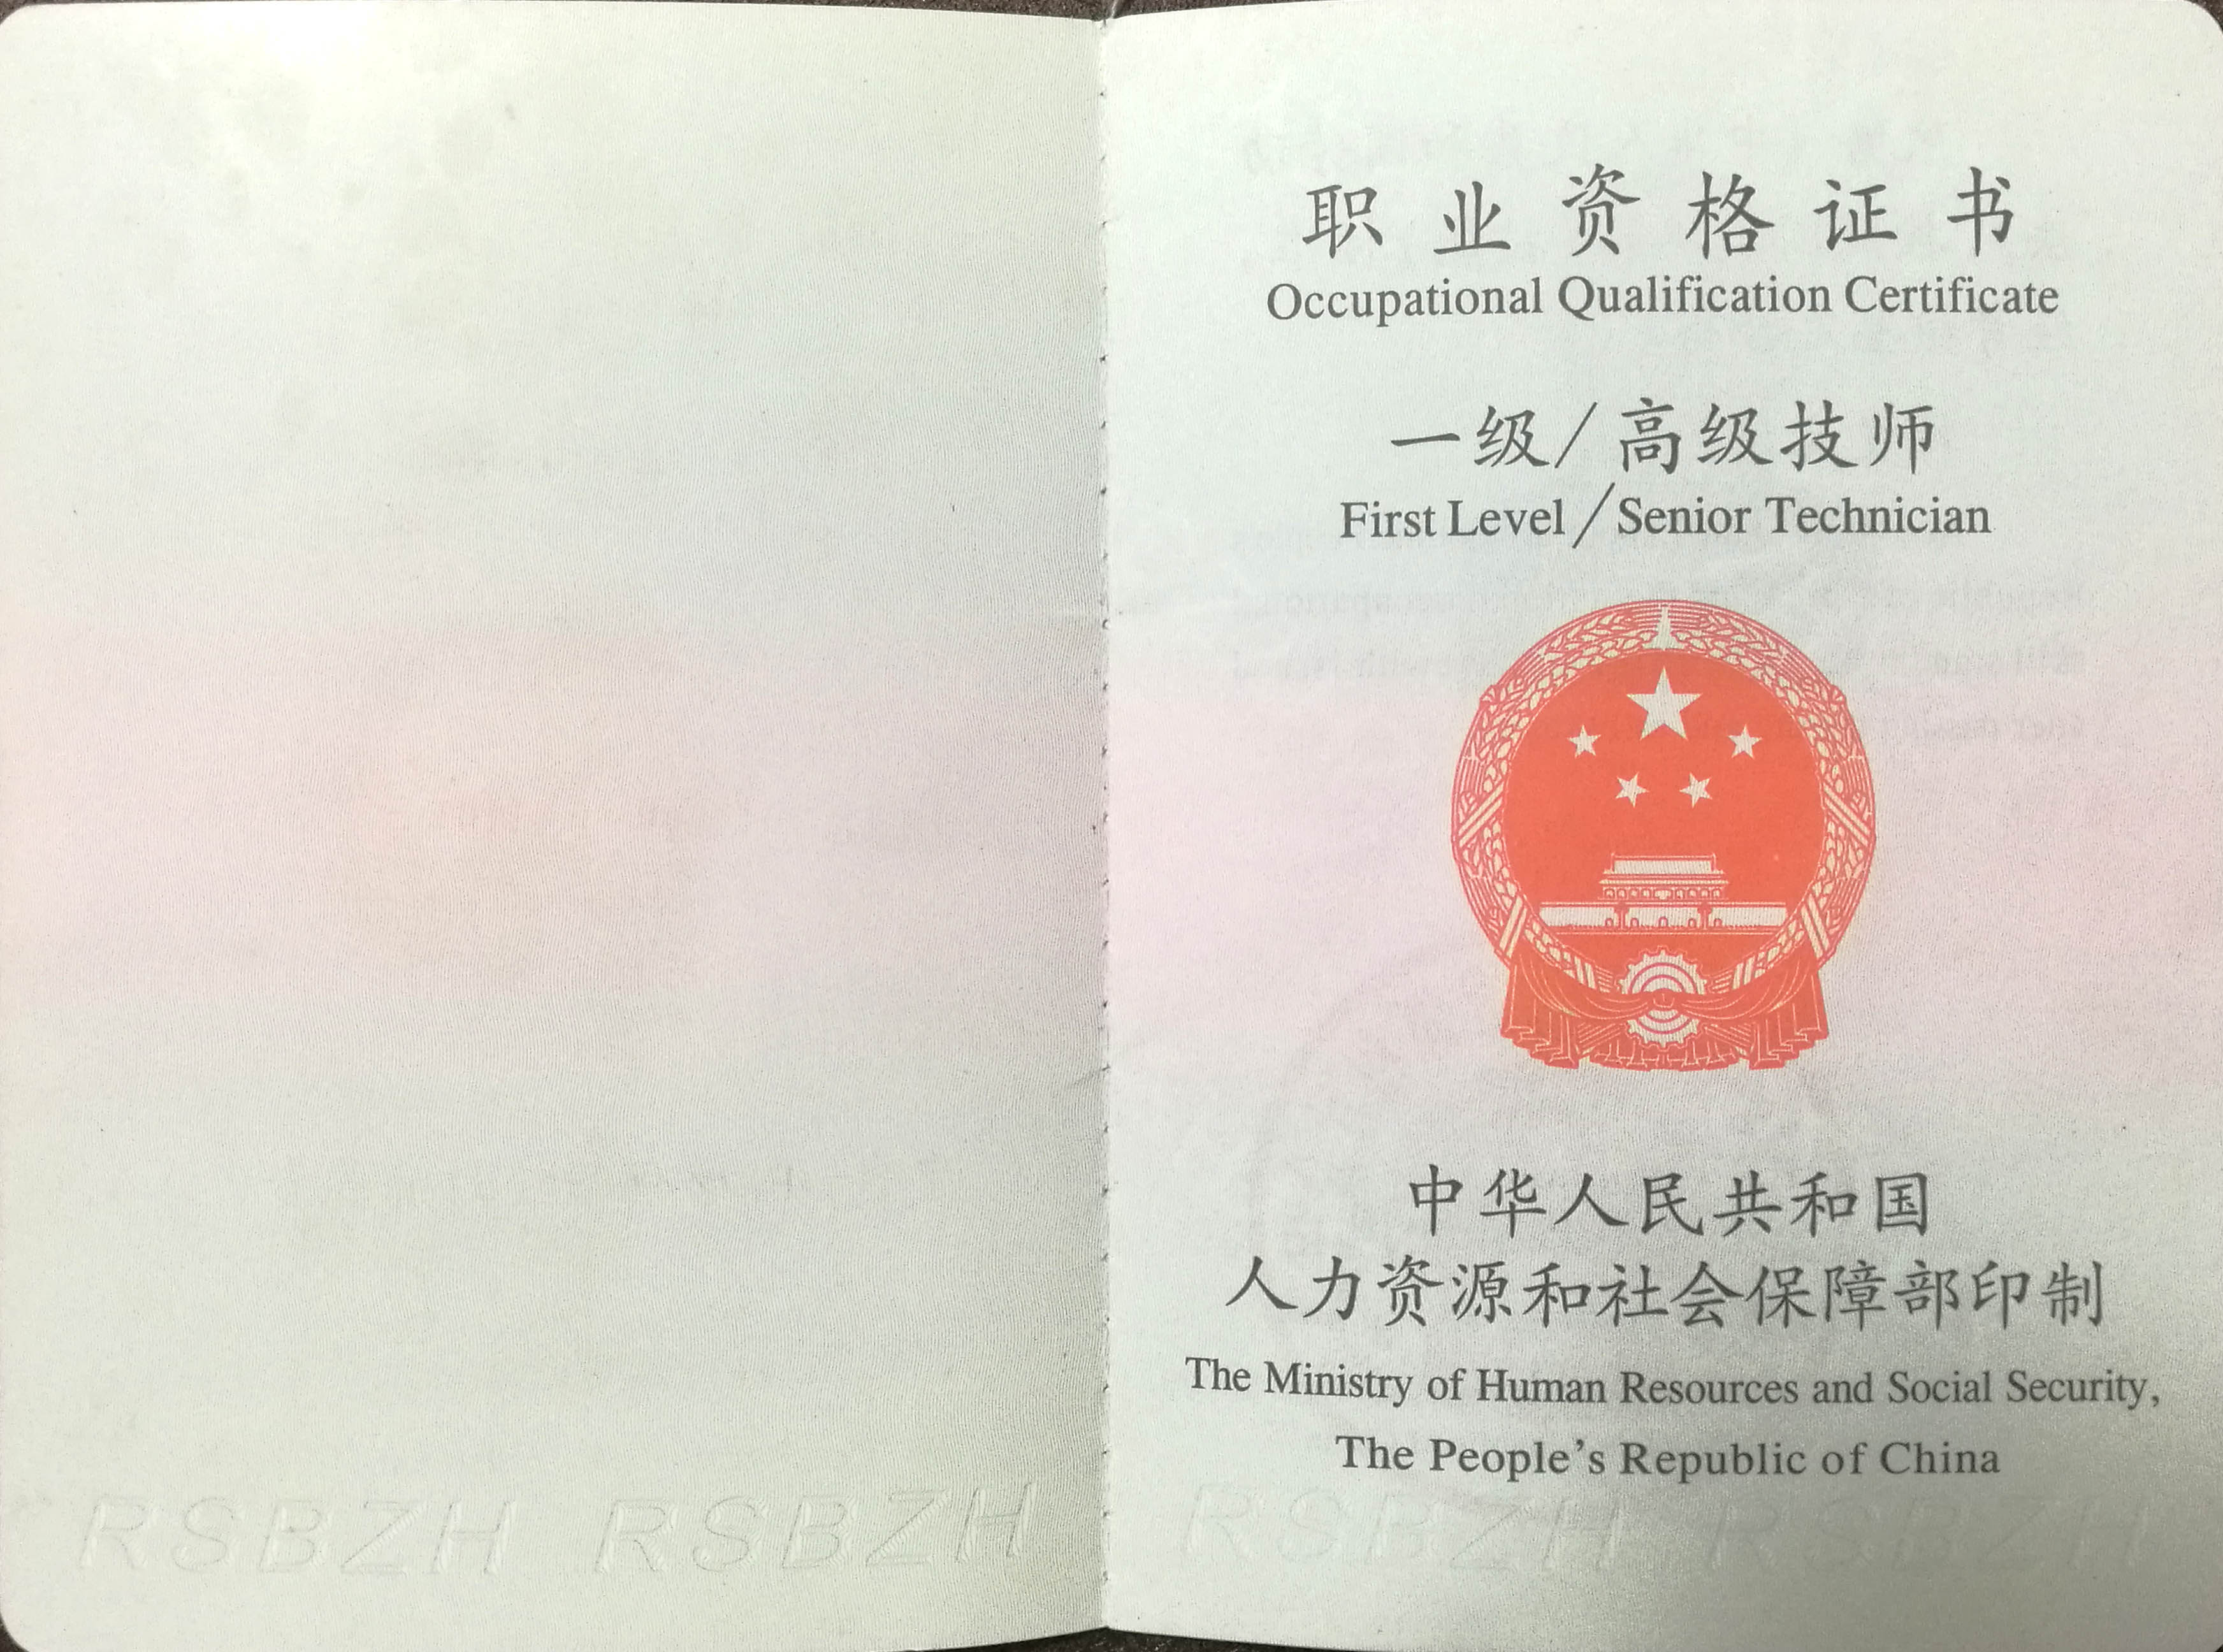 职业资格证书
Occupational Qualification Certificate
一级/高级技师
First Level/Senior Technician
中华人民共和国
人力资源和社会保障部印制
The Ministry of Human Resources and Social Security,
The People's Republic of China
RSBZH RSBZH RSBZH RSBZH